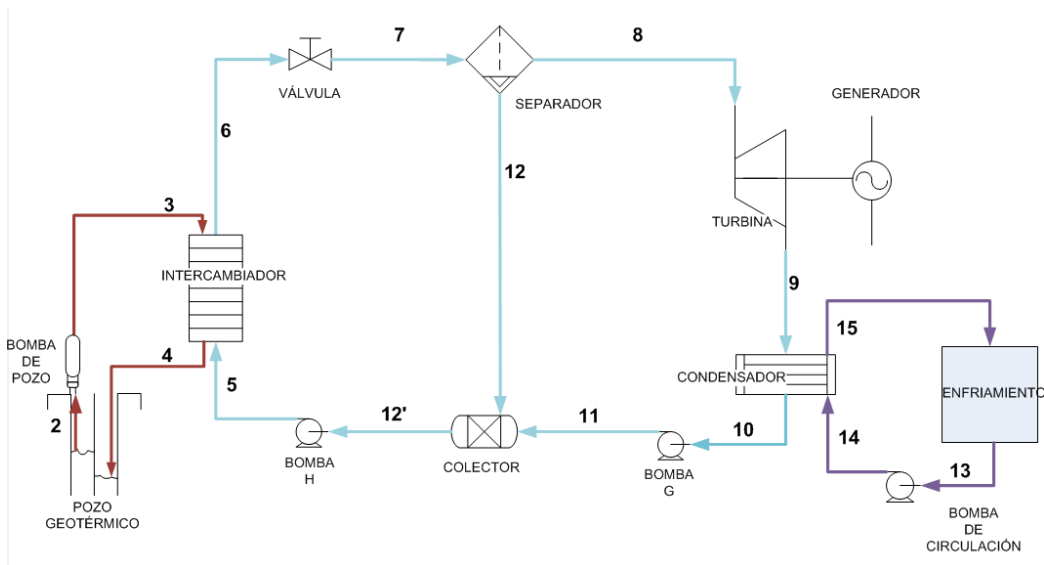 7
8
VÁLVULA
SEPARADOR
GENERADOR
6
12
3
TURBINA
INTERCAMBIADOR
9
15
BOMBA
DE
POZO
4
5
CONDENSADOR
ENFRIAMIENTO
2
12'
11
10
14
13
COLECTOR
BOMBA
H
BOMBA
G
POZO
GEOTÉRMICO
BOMBA
DE
CIRCULACIÓN